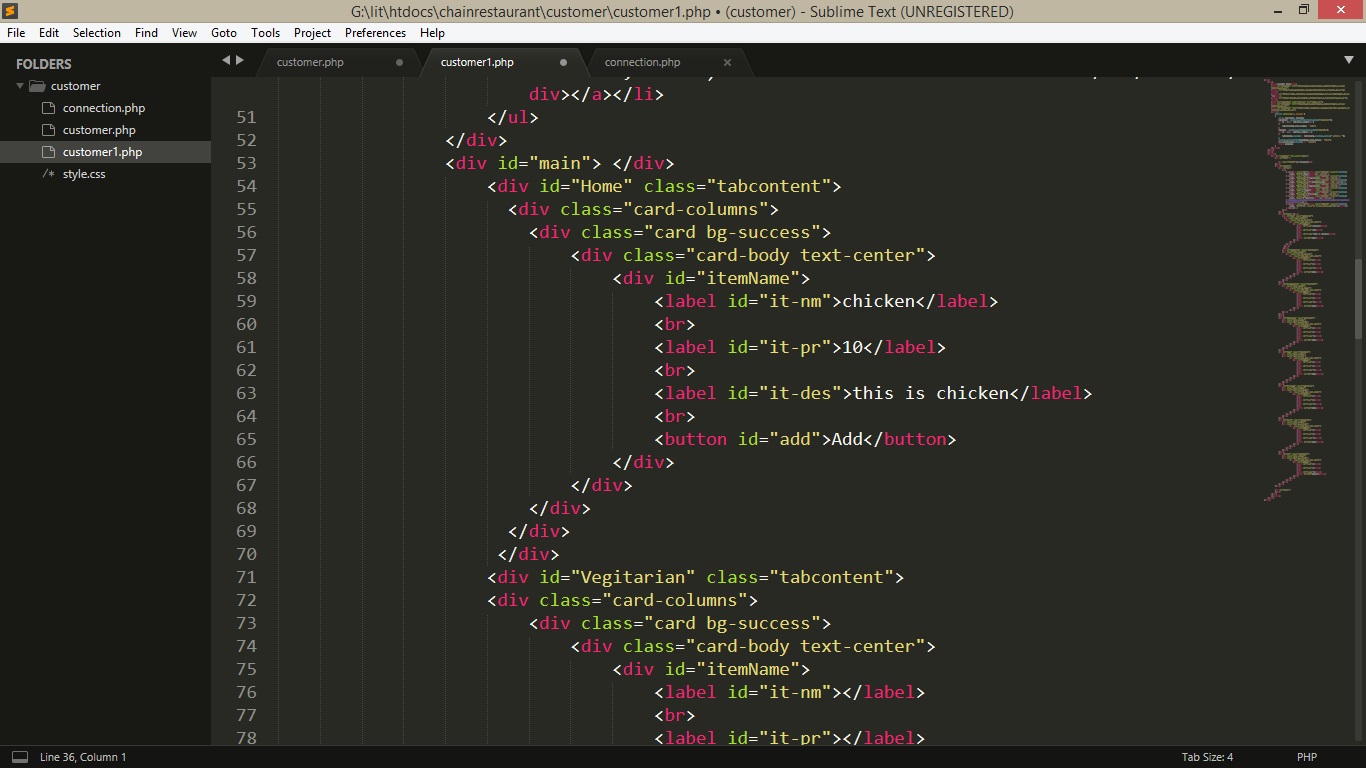 G:\lit\htdocs\chainrestaurant\customer\customer1.php • (customer) - Sublime Text (UNREGISTERED)
File Edit Selection Find View Goto Tools Project Preferences Help
FOLDERS
customer
connection.php
customer.php
customer1.php
/* style.css
customer.php
customer1.php
connection.php
div></a></li>
51 </ul>
52 </div>
53 <div id="main"> </div>
54 <div id="Home" class="tabcontent">
55 <div class="card-columns">
56 <div class="card bg-success">
57 <div class="card-body text-center">
58 <div id="itemName">
59 <label id="it-nm">chicken</label>
60 <br>
61 <label id="it-pr">10</label>
62 <br>
63 <label id="it-des">this is chicken</label>
64 <br>
65 <button id="add">Add</button>
66 </div>
67 </div>
68 </div>
69 </div>
70 </div>
71 <div id="Vegitarian" class="tabcontent">
72 <div class="card-columns">
73 <div class="card bg-success">
74 <div class="card-body text-center">
75 <div id="itemName">
76 <label id="it-nm"></label>
77 <br>
78 <label id="it-pr"></label>
Line 36, Column 1
Tab Size: 4
PHP